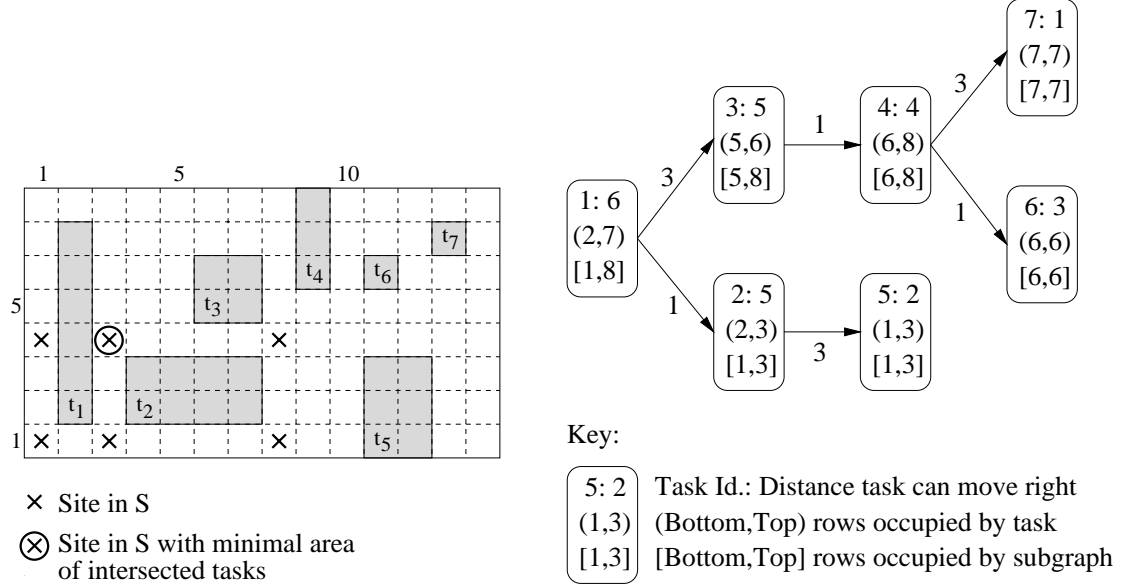 1 5 10
5
1
t1
t2
t3
t4
t5
t6
t7
× Site in S
⊗ Site in S with minimal area
of intersected tasks
1: 6
(2,7)
[1,8]
3
1
3: 5
(5,6)
[5,8]
1
4: 4
(6,8)
[6,8]
3
1
7: 1
(7,7)
[7,7]
6: 3
(6,6)
[6,6]
2: 5
(2,3)
[1,3]
3
5: 2
(1,3)
[1,3]
Key:
5: 2 Task Id.: Distance task can move right
(1,3) (Bottom,Top) rows occupied by task
[1,3] [Bottom,Top] rows occupied by subgraph